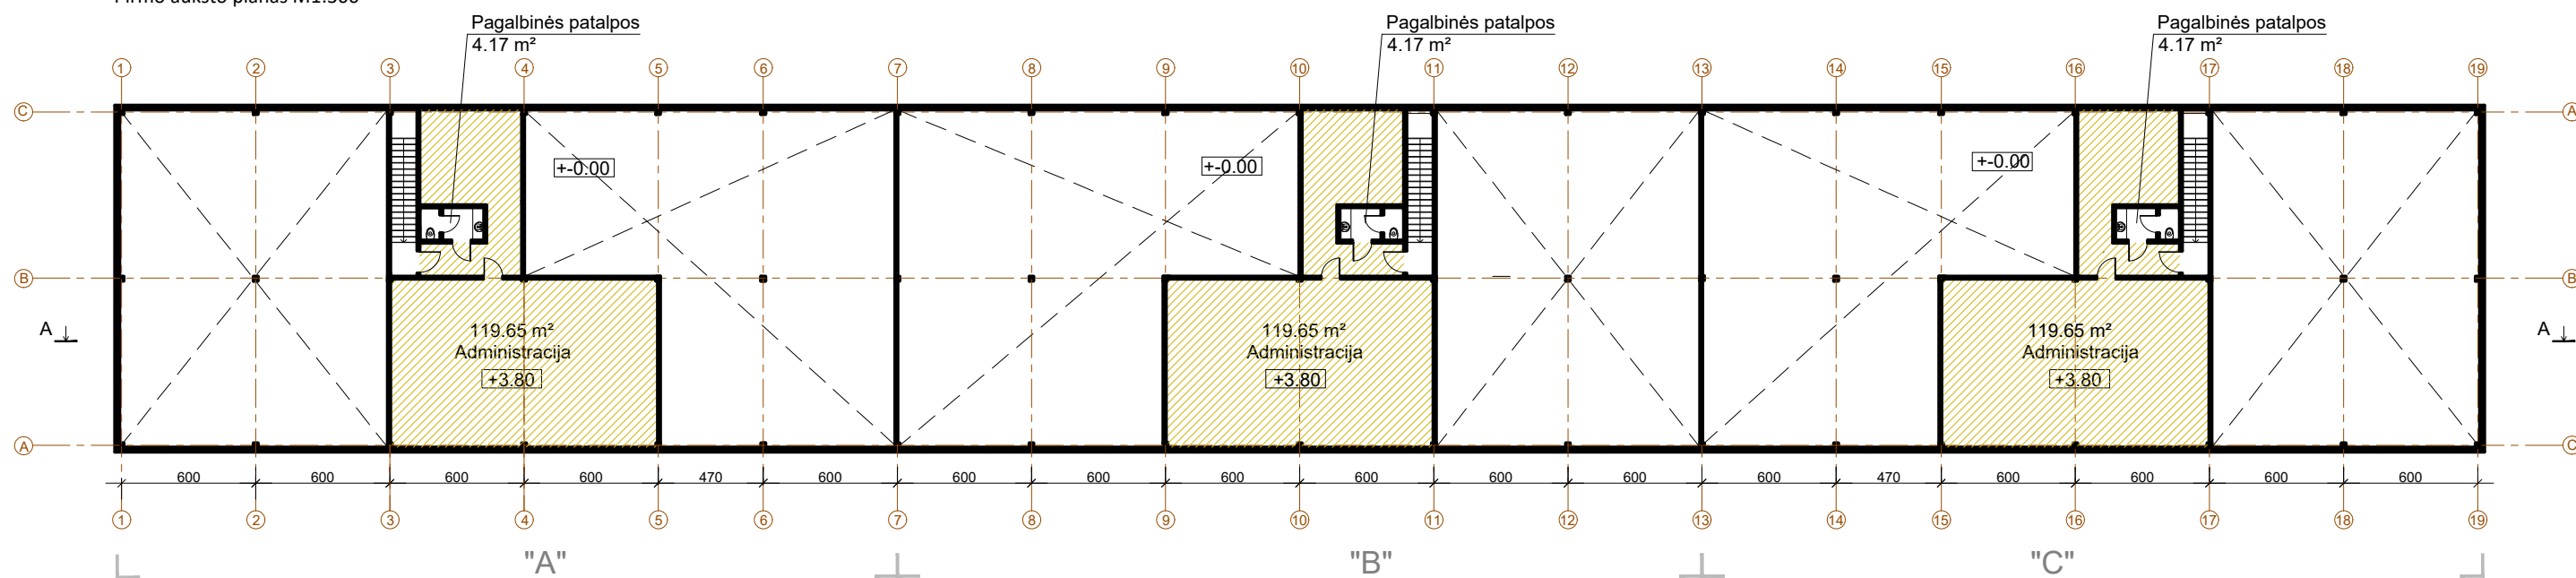 Pirmo aukšto planas M1:500
Pagalbinės patalpos
4.17 m²
Pagalbinės patalpos
4.17 m²
Pagalbinės patalpos
4.17 m²
1 2 3 4 5 6 7 8 9 10 11 12 13 14 15 16 17 18 19
C A
+-0.00 +-0.00 +-0.00
B B
A A
119.65 m²
Administracija
+3.80
119.65 m²
Administracija
+3.80
119.65 m²
Administracija
+3.80
A C
600 600 600 600 470 600 600 600 600 600 600 600 600 470 600 600 600 600
1 2 3 4 5 6 7 8 9 10 11 12 13 14 15 16 17 18 19
"A" "B" "C"